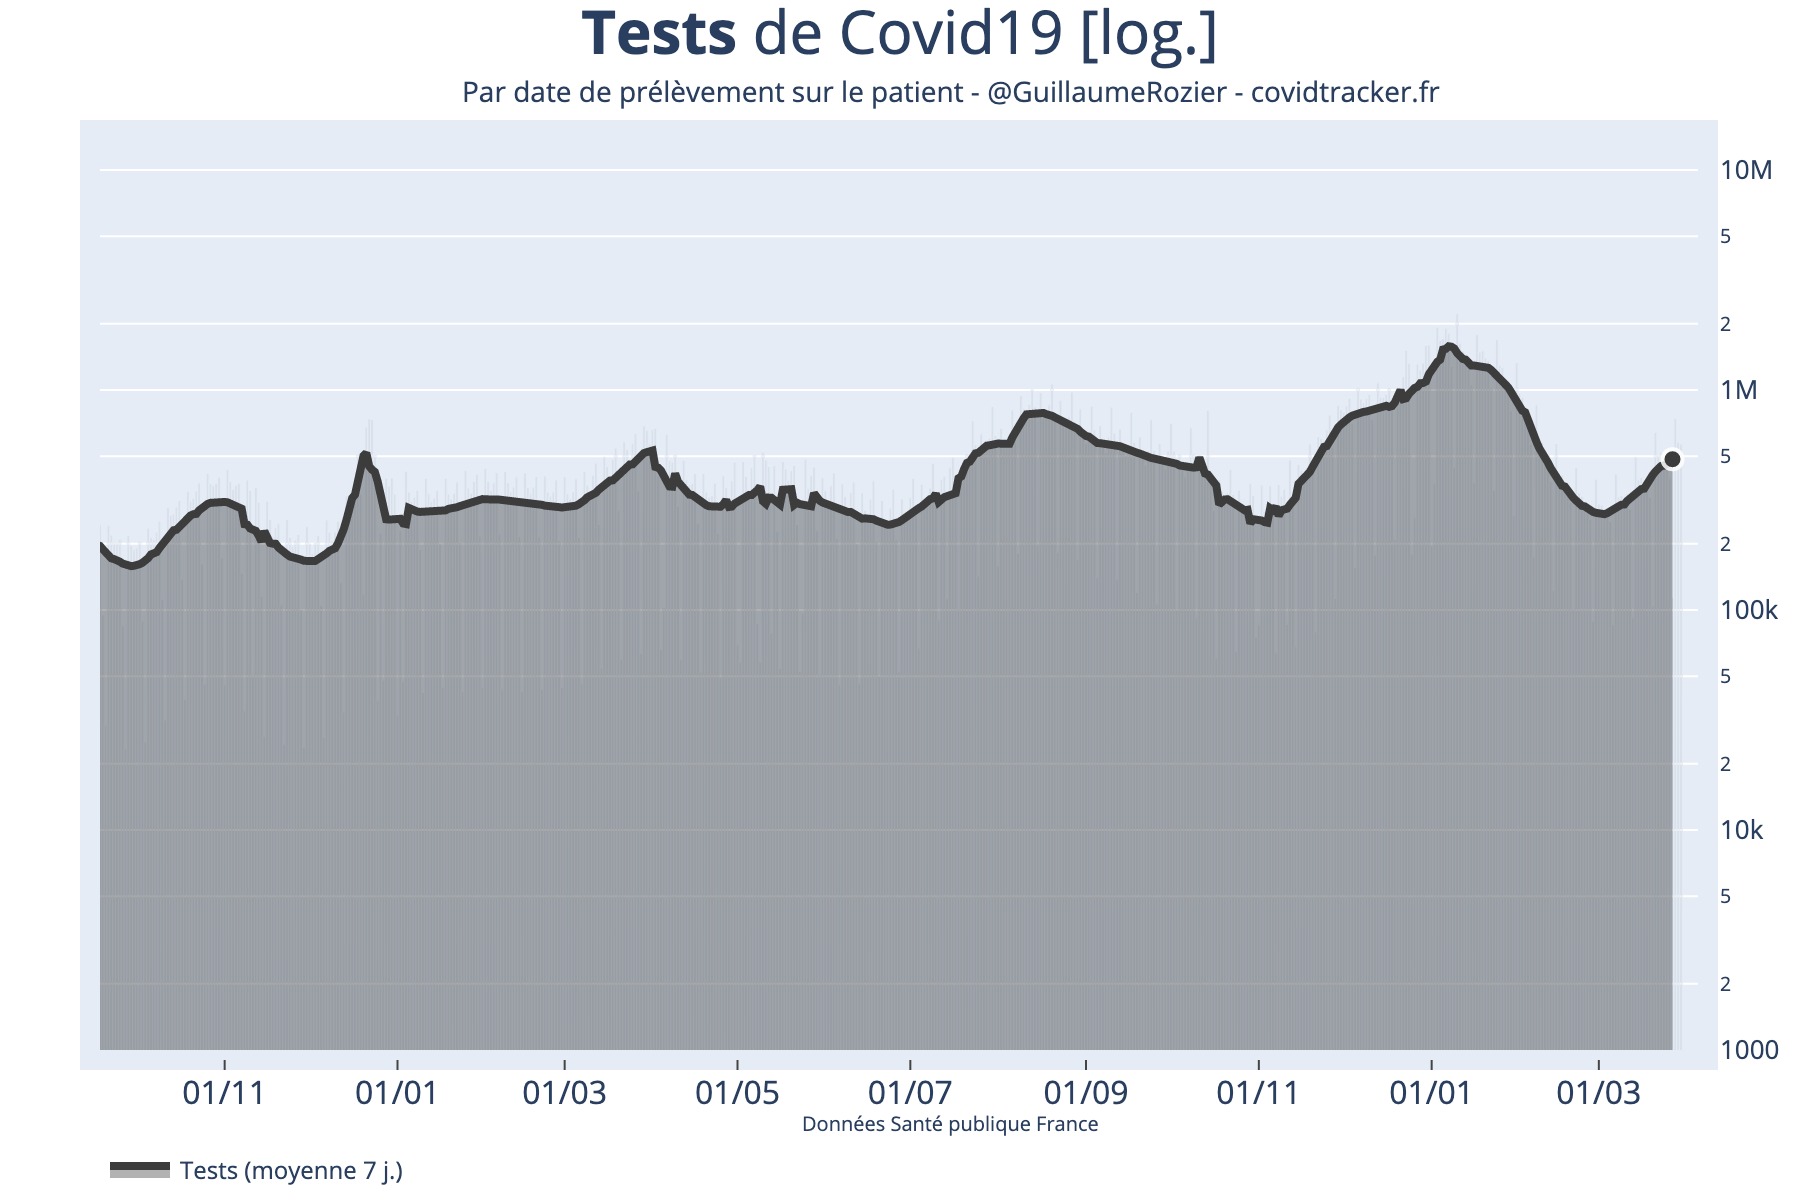 Tests de Covid19 [log.]
Par date de prélèvement sur le patient - @GuillaumeRozier - covidtracker.fr
10M
5
2
1M
5
2
100k
5
2
10k
5
2
1000
01/11 01/01 01/03 01/05 01/07 01/09 01/11 01/01 01/03
Données Santé publique France
Tests (moyenne 7 j.)